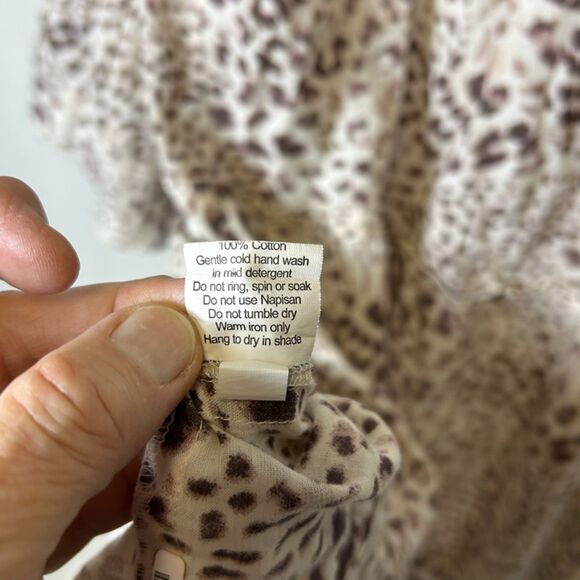 100% Cotton
Gentle cold hand wash
in mild detergent
Do not ring, spin or soak
Do not use Napisan
Do not tumble dry
Warm iron only
Hang to dry in shade